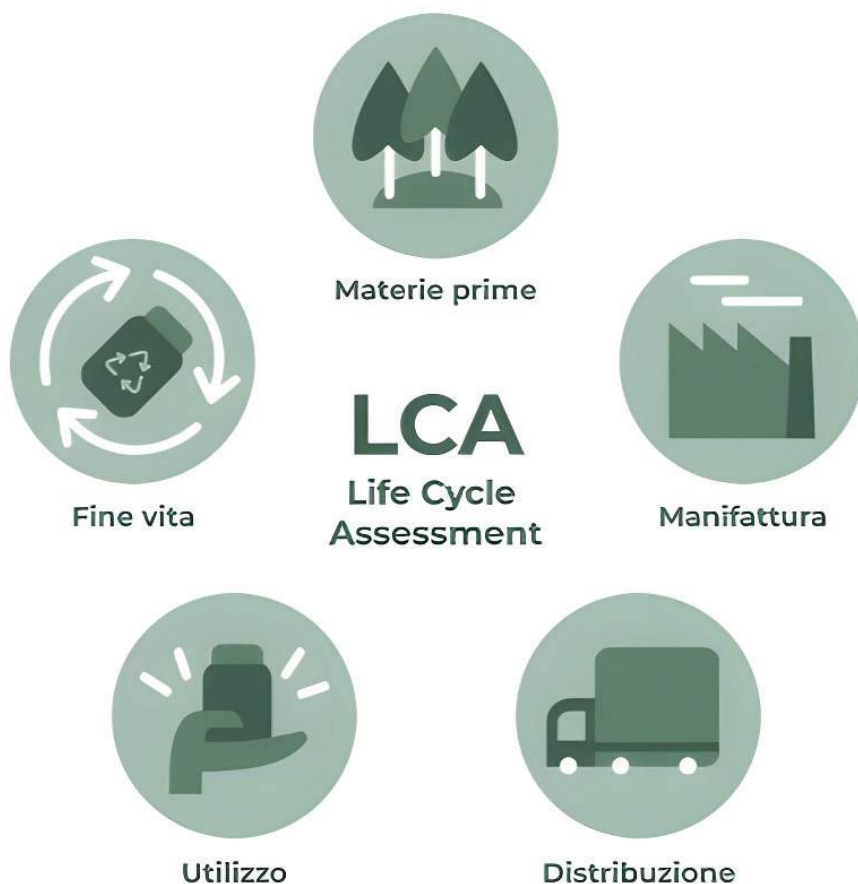 Materie prime
Fine vita
LCA
Life Cycle
Assessment
Manifattura
Utilizzo
Distribuzione